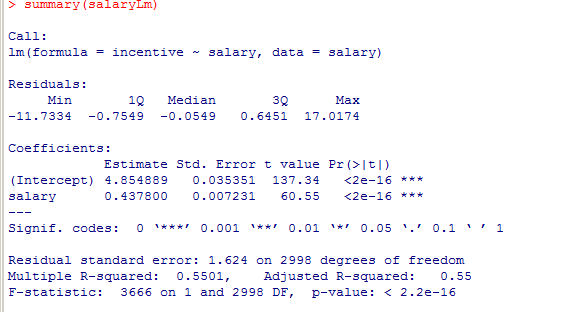 > summary(salaryLm)
Call:
lm(formula = incentive ~ salary, data = salary)
Residuals:
Min 1Q Median 3Q Max
-11.7334 -0.7549 -0.0549 0.6451 17.0174
Coefficients:
Estimate Std. Error t value Pr(>|t|)
(Intercept) 4.854889 0.035351 137.34 <2e-16 ***
salary 0.437800 0.007231 60.55 <2e-16 ***
---
Signif. codes: 0 '***' 0.001 '**' 0.01 '*' 0.05 '.' 0.1 ' ' 1
Residual standard error: 1.624 on 2998 degrees of freedom
Multiple R-squared: 0.5501, Adjusted R-squared: 0.55
F-statistic: 3666 on 1 and 2998 DF, p-value: < 2.2e-16